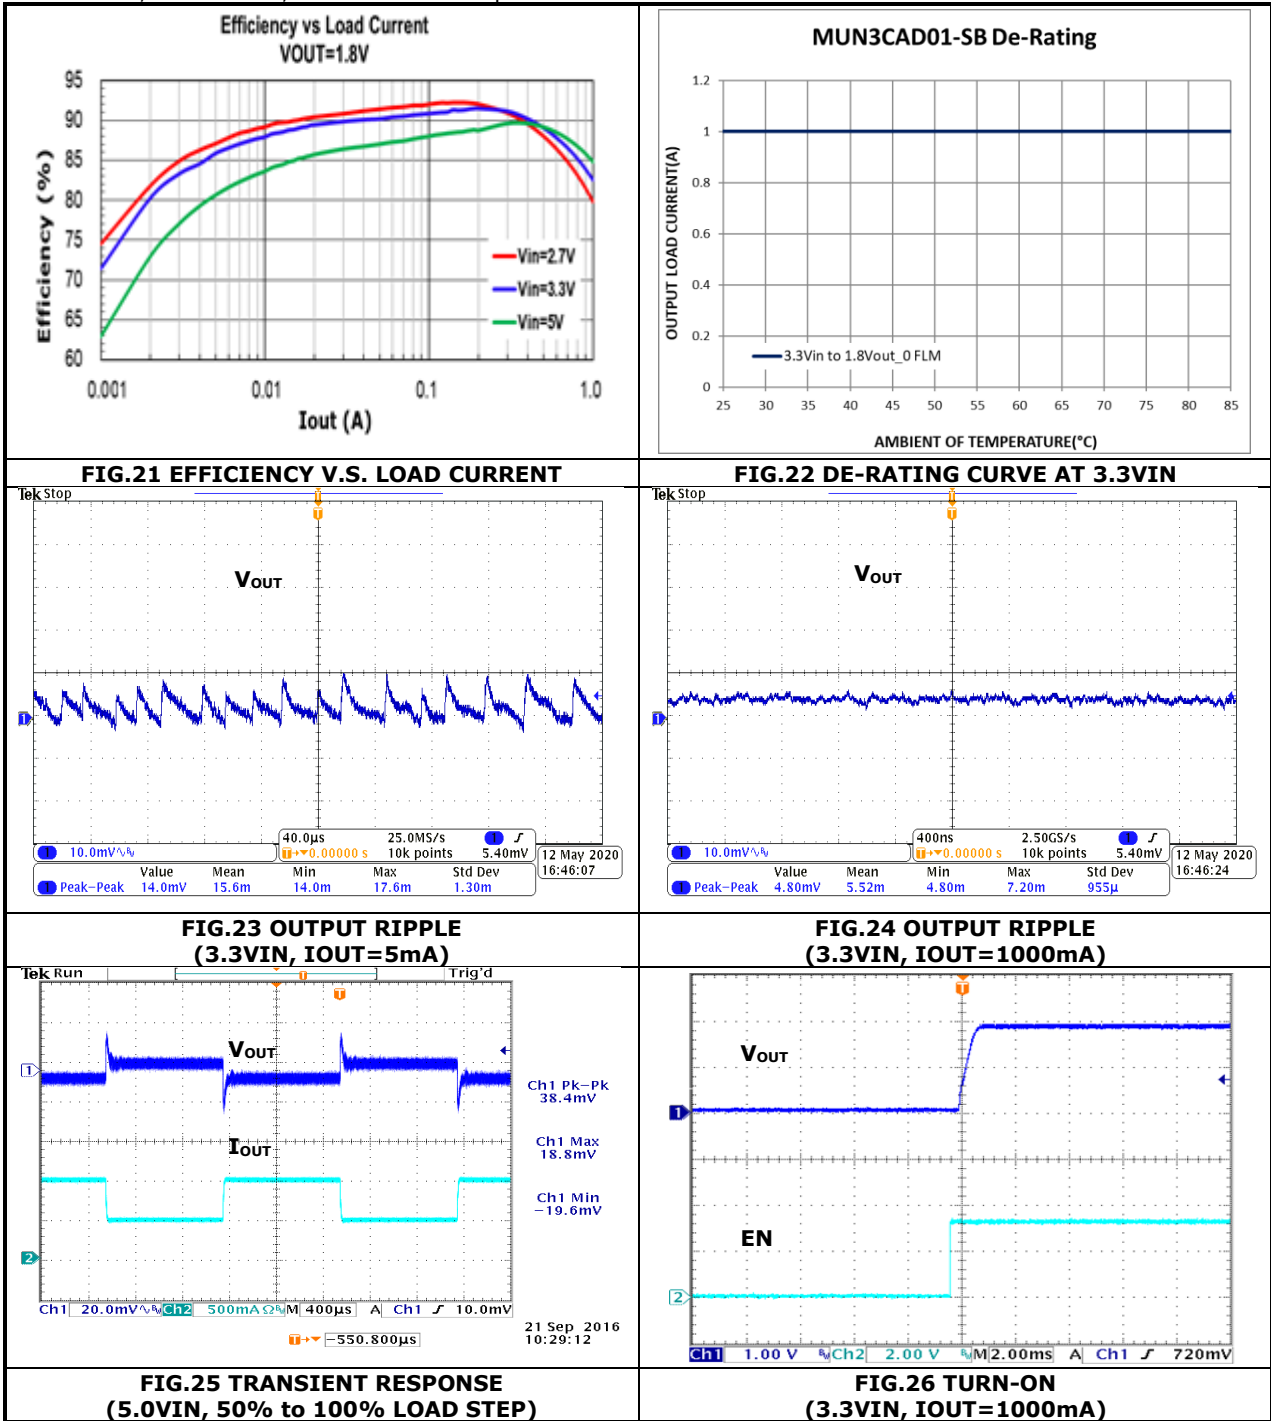 Efficiency vs Load Current
VOUT=1.8V
95
90
85
80
75
70
65
60
Efficiency (%)
Vin=2.7V
Vin=3.3V
Vin=5V
0.001 0.01 0.1 1.0
Iout (A)
MUN3CAD01-SB De-Rating
1.2
1
0.8
0.6
0.4
0.2
0
OUTPUT LOAD CURRENT(A)
3.3Vin to 1.8Vout_0 FLM
25 30 35 40 45 50 55 60 65 70 75 80 85
AMBIENT OF TEMPERATURE(°C)
FIG.21 EFFICIENCY V.S. LOAD CURRENT
FIG.22 DE-RATING CURVE AT 3.3VIN
Tek Stop
T
T
VOUT
1
40.0µs 25.0MS/s 1
1 10.0mV
T 0.00000 s 10k points 5.40mV
12 May 2020
16:46:07
Value Mean Min Max Std Dev
1 Peak-Peak 14.0mV 15.6m 14.0m 17.6m 1.30m
Tek Stop
T
T
VOUT
1
400ns 2.50GS/s 1
1 10.0mV
T 0.00000 s 10k points 5.40mV
12 May 2020
16:46:24
Value Mean Min Max Std Dev
1 Peak-Peak 4.80mV 5.52m 4.80m 7.20m 955µ
FIG.23 OUTPUT RIPPLE
(3.3VIN, IOUT=5mA)
FIG.24 OUTPUT RIPPLE
(3.3VIN, IOUT=1000mA)
Tek Run Trig'd
T
T
VOUT
1
Ch1 Pk-Pk
38.4mV
Ch1 Max
18.8mV
Ch1 Min
-19.6mV
IOUT
2
Ch1 20.0mV Ch2 500mA Ω M 400µs A Ch1 10.0mV
T -550.800µs
21 Sep 2016
10:29:12
T
VOUT
1
EN
2
Ch1 1.00 V Ch2 2.00 V M 2.00ms A Ch1 720mV
FIG.25 TRANSIENT RESPONSE
(5.0VIN, 50% to 100% LOAD STEP)
FIG.26 TURN-ON
(3.3VIN, IOUT=1000mA)